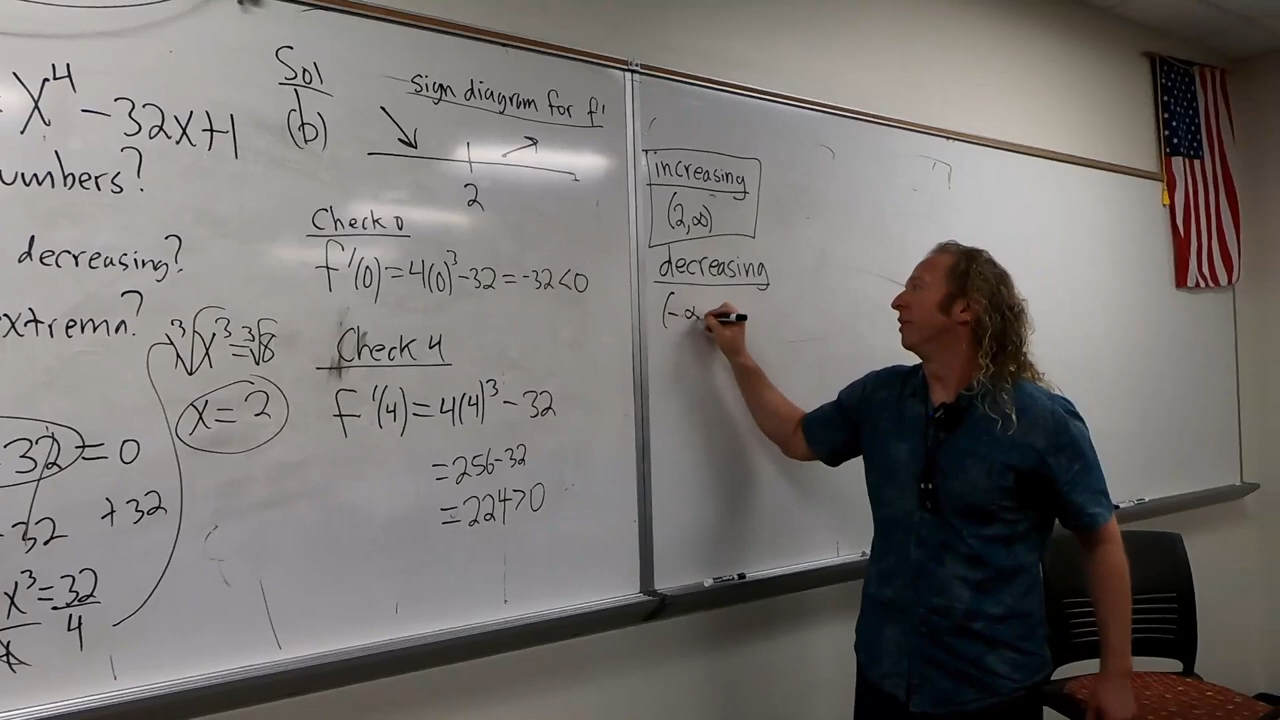 = x⁴ - 32x + 1
umbers?
decreasing?
xtrema?
∛x³ = ∛8
x = 2
- 32 = 0
- 32 + 32
x³ = 32/4
Sol
(b)
sign diagram for f'
2
Check 0
f'(0) = 4(0)³ - 32 = -32 < 0
Check 4
f'(4) = 4(4)³ - 32
= 256 - 32
= 224 > 0
increasing
(2, ∞)
decreasing
(-∞